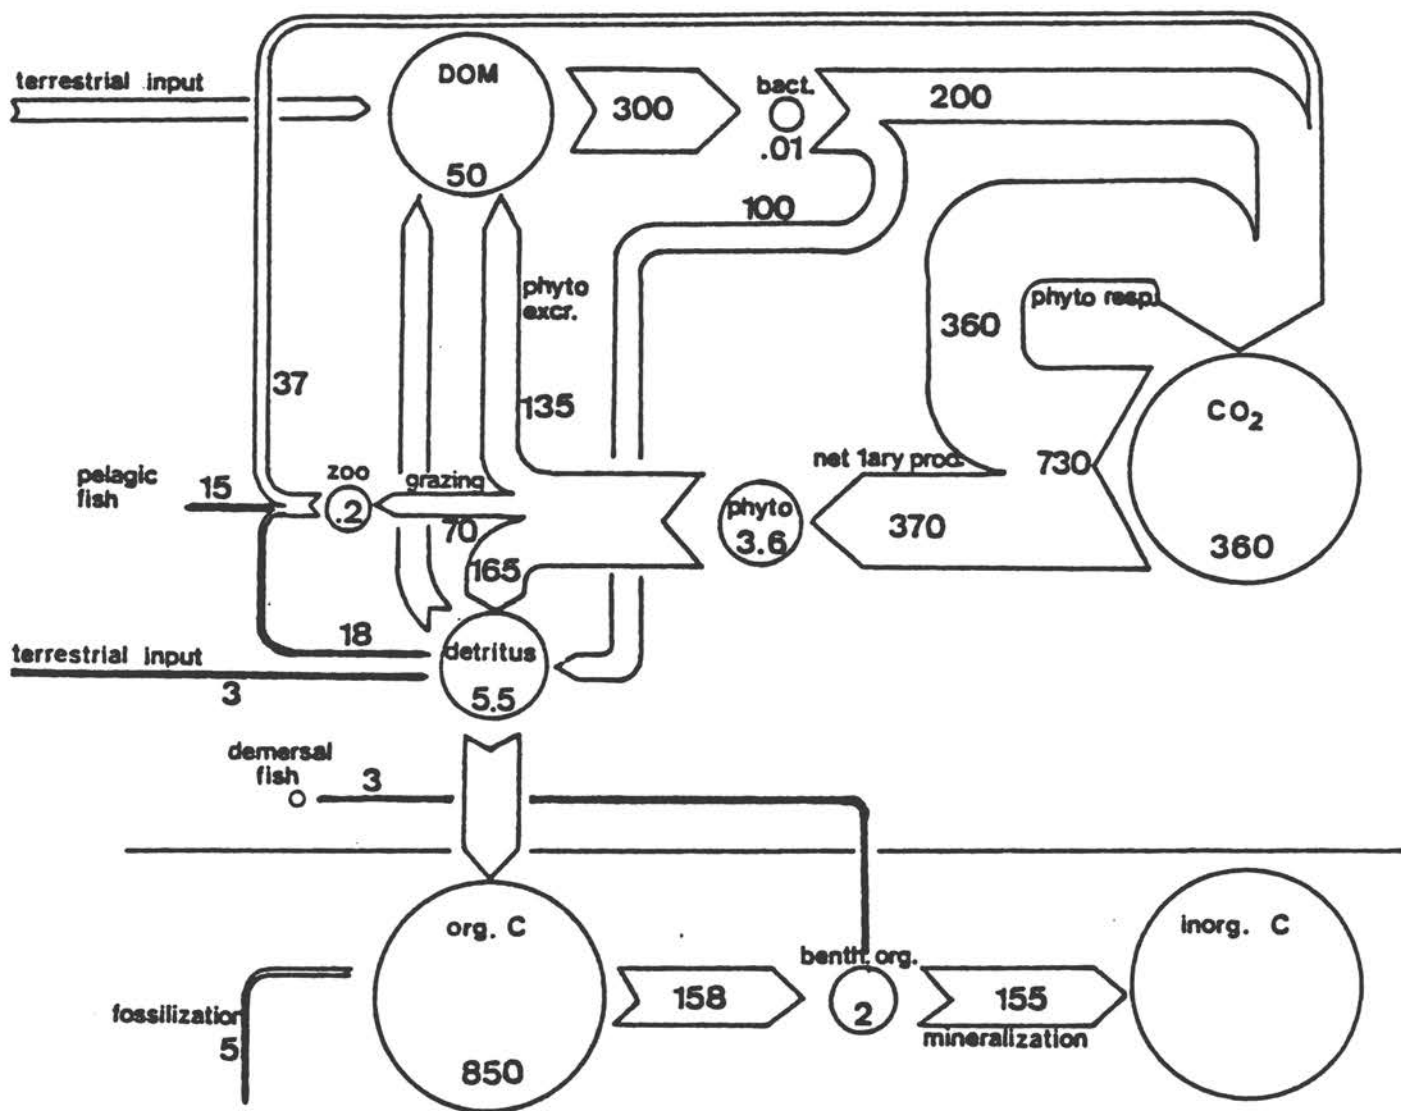 terrestrial input
DOM
50
300
bact.
.01
200
100
phyto
excr.
360
phyto resp.
37
135
CO2
360
pelagic
fish
15
zoo
.2
grazing
70
165
net 1ary prod.
730
370
phyto
3.6
18
terrestrial input
3
detritus
5.5
demersal
fish
3
org. C
850
158
benth. org.
2
155
mineralization
inorg. C
fossilization
5